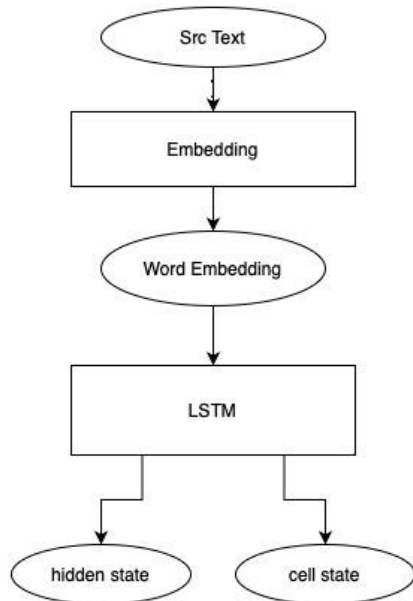 Src Text
Embedding
Word Embedding
LSTM
hidden state
cell state